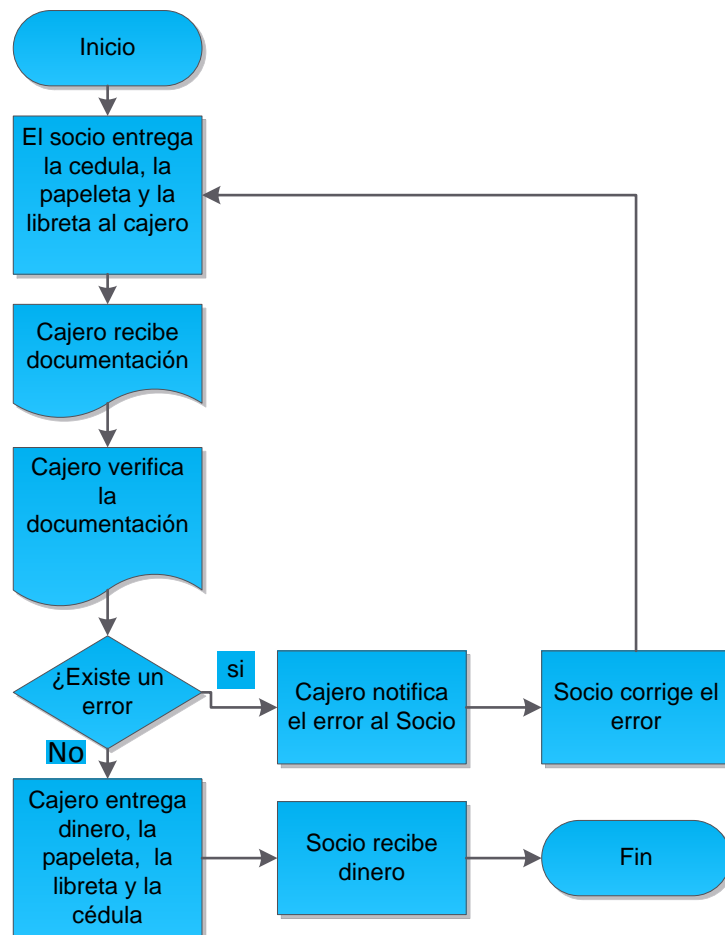 Inicio
El socio entrega
la cedula, la
papeleta y la
libreta al cajero
Cajero recibe
documentación
Cajero verifica
la
documentación
¿Existe un
error
si
Cajero notifica
el error al Socio
Socio corrige el
error
No
Cajero entrega
dinero, la
papeleta, la
libreta y la
cédula
Socio recibe
dinero
Fin